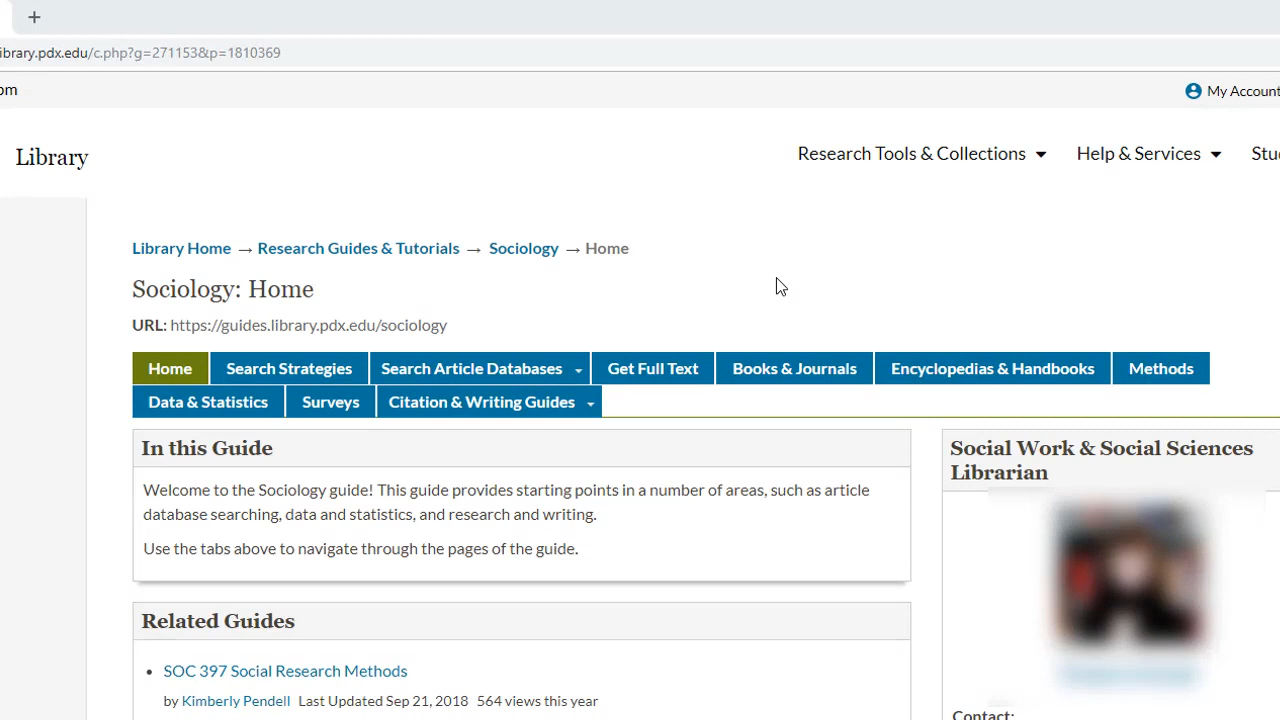 +
library.pdx.edu/c.php?g=271153&p=1810369
pm
My Account
Library
Research Tools & Collections
Help & Services
Stu
Library Home → Research Guides & Tutorials → Sociology → Home
Sociology: Home
URL: https://guides.library.pdx.edu/sociology
Home Search Strategies Search Article Databases Get Full Text Books & Journals Encyclopedias & Handbooks Methods
Data & Statistics Surveys Citation & Writing Guides
In this Guide
Welcome to the Sociology guide! This guide provides starting points in a number of areas, such as article
database searching, data and statistics, and research and writing.
Use the tabs above to navigate through the pages of the guide.
Related Guides
• SOC 397 Social Research Methods
by Kimberly Pendell Last Updated Sep 21, 2018 564 views this year
Social Work & Social Sciences
Librarian
Contact: